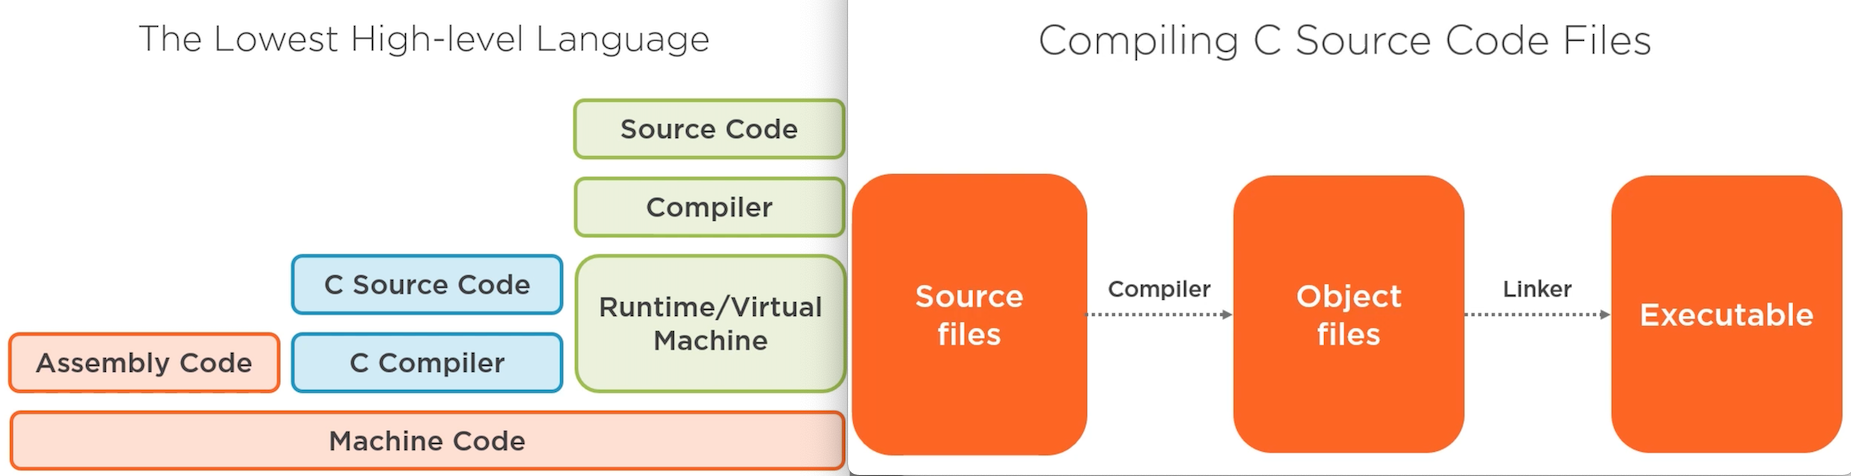 The Lowest High-level Language
Source Code
Compiler
C Source Code
Runtime/Virtual
Machine
Assembly Code
C Compiler
Machine Code
Compiling C Source Code Files
Source
files
Compiler
Object
files
Linker
Executable